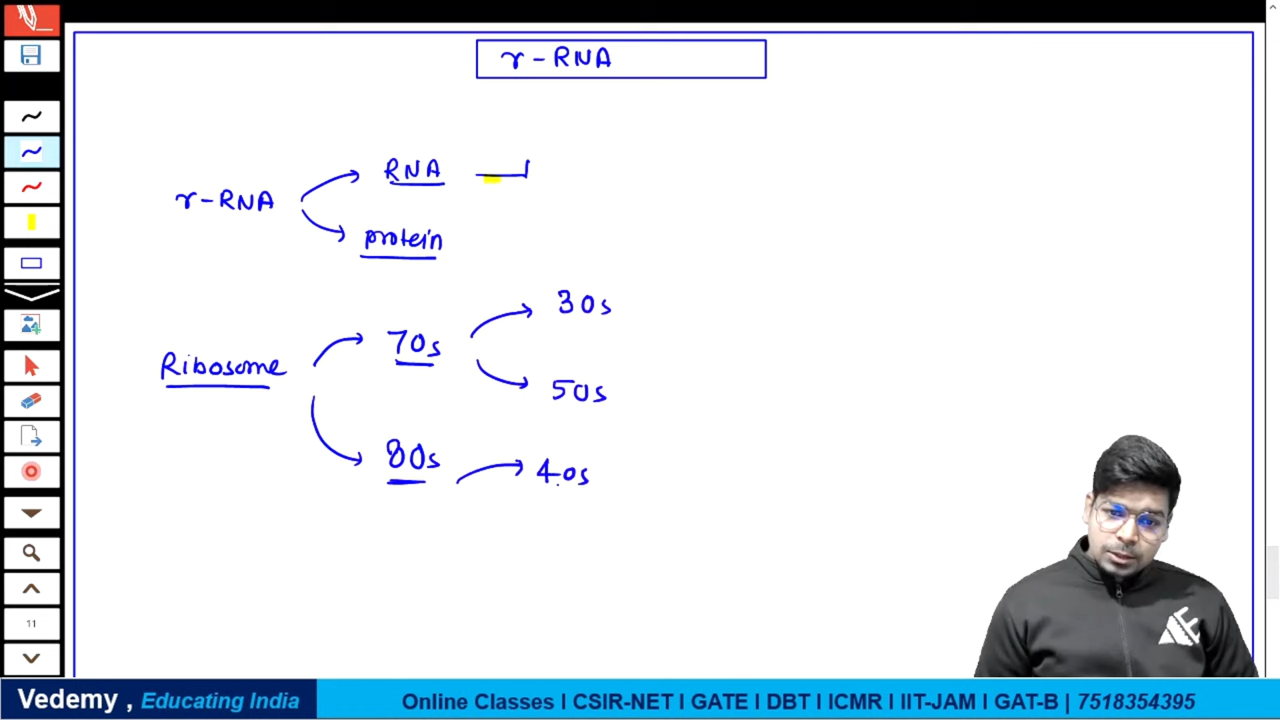 r-RNA
RNA
r-RNA
protein
30s
70s
Ribosome
50s
80s
40s
11
Vedemy , Educating India
Online Classes I CSIR-NET I GATE I DBT I ICMR I IIT-JAM I GAT-B I 7518354395